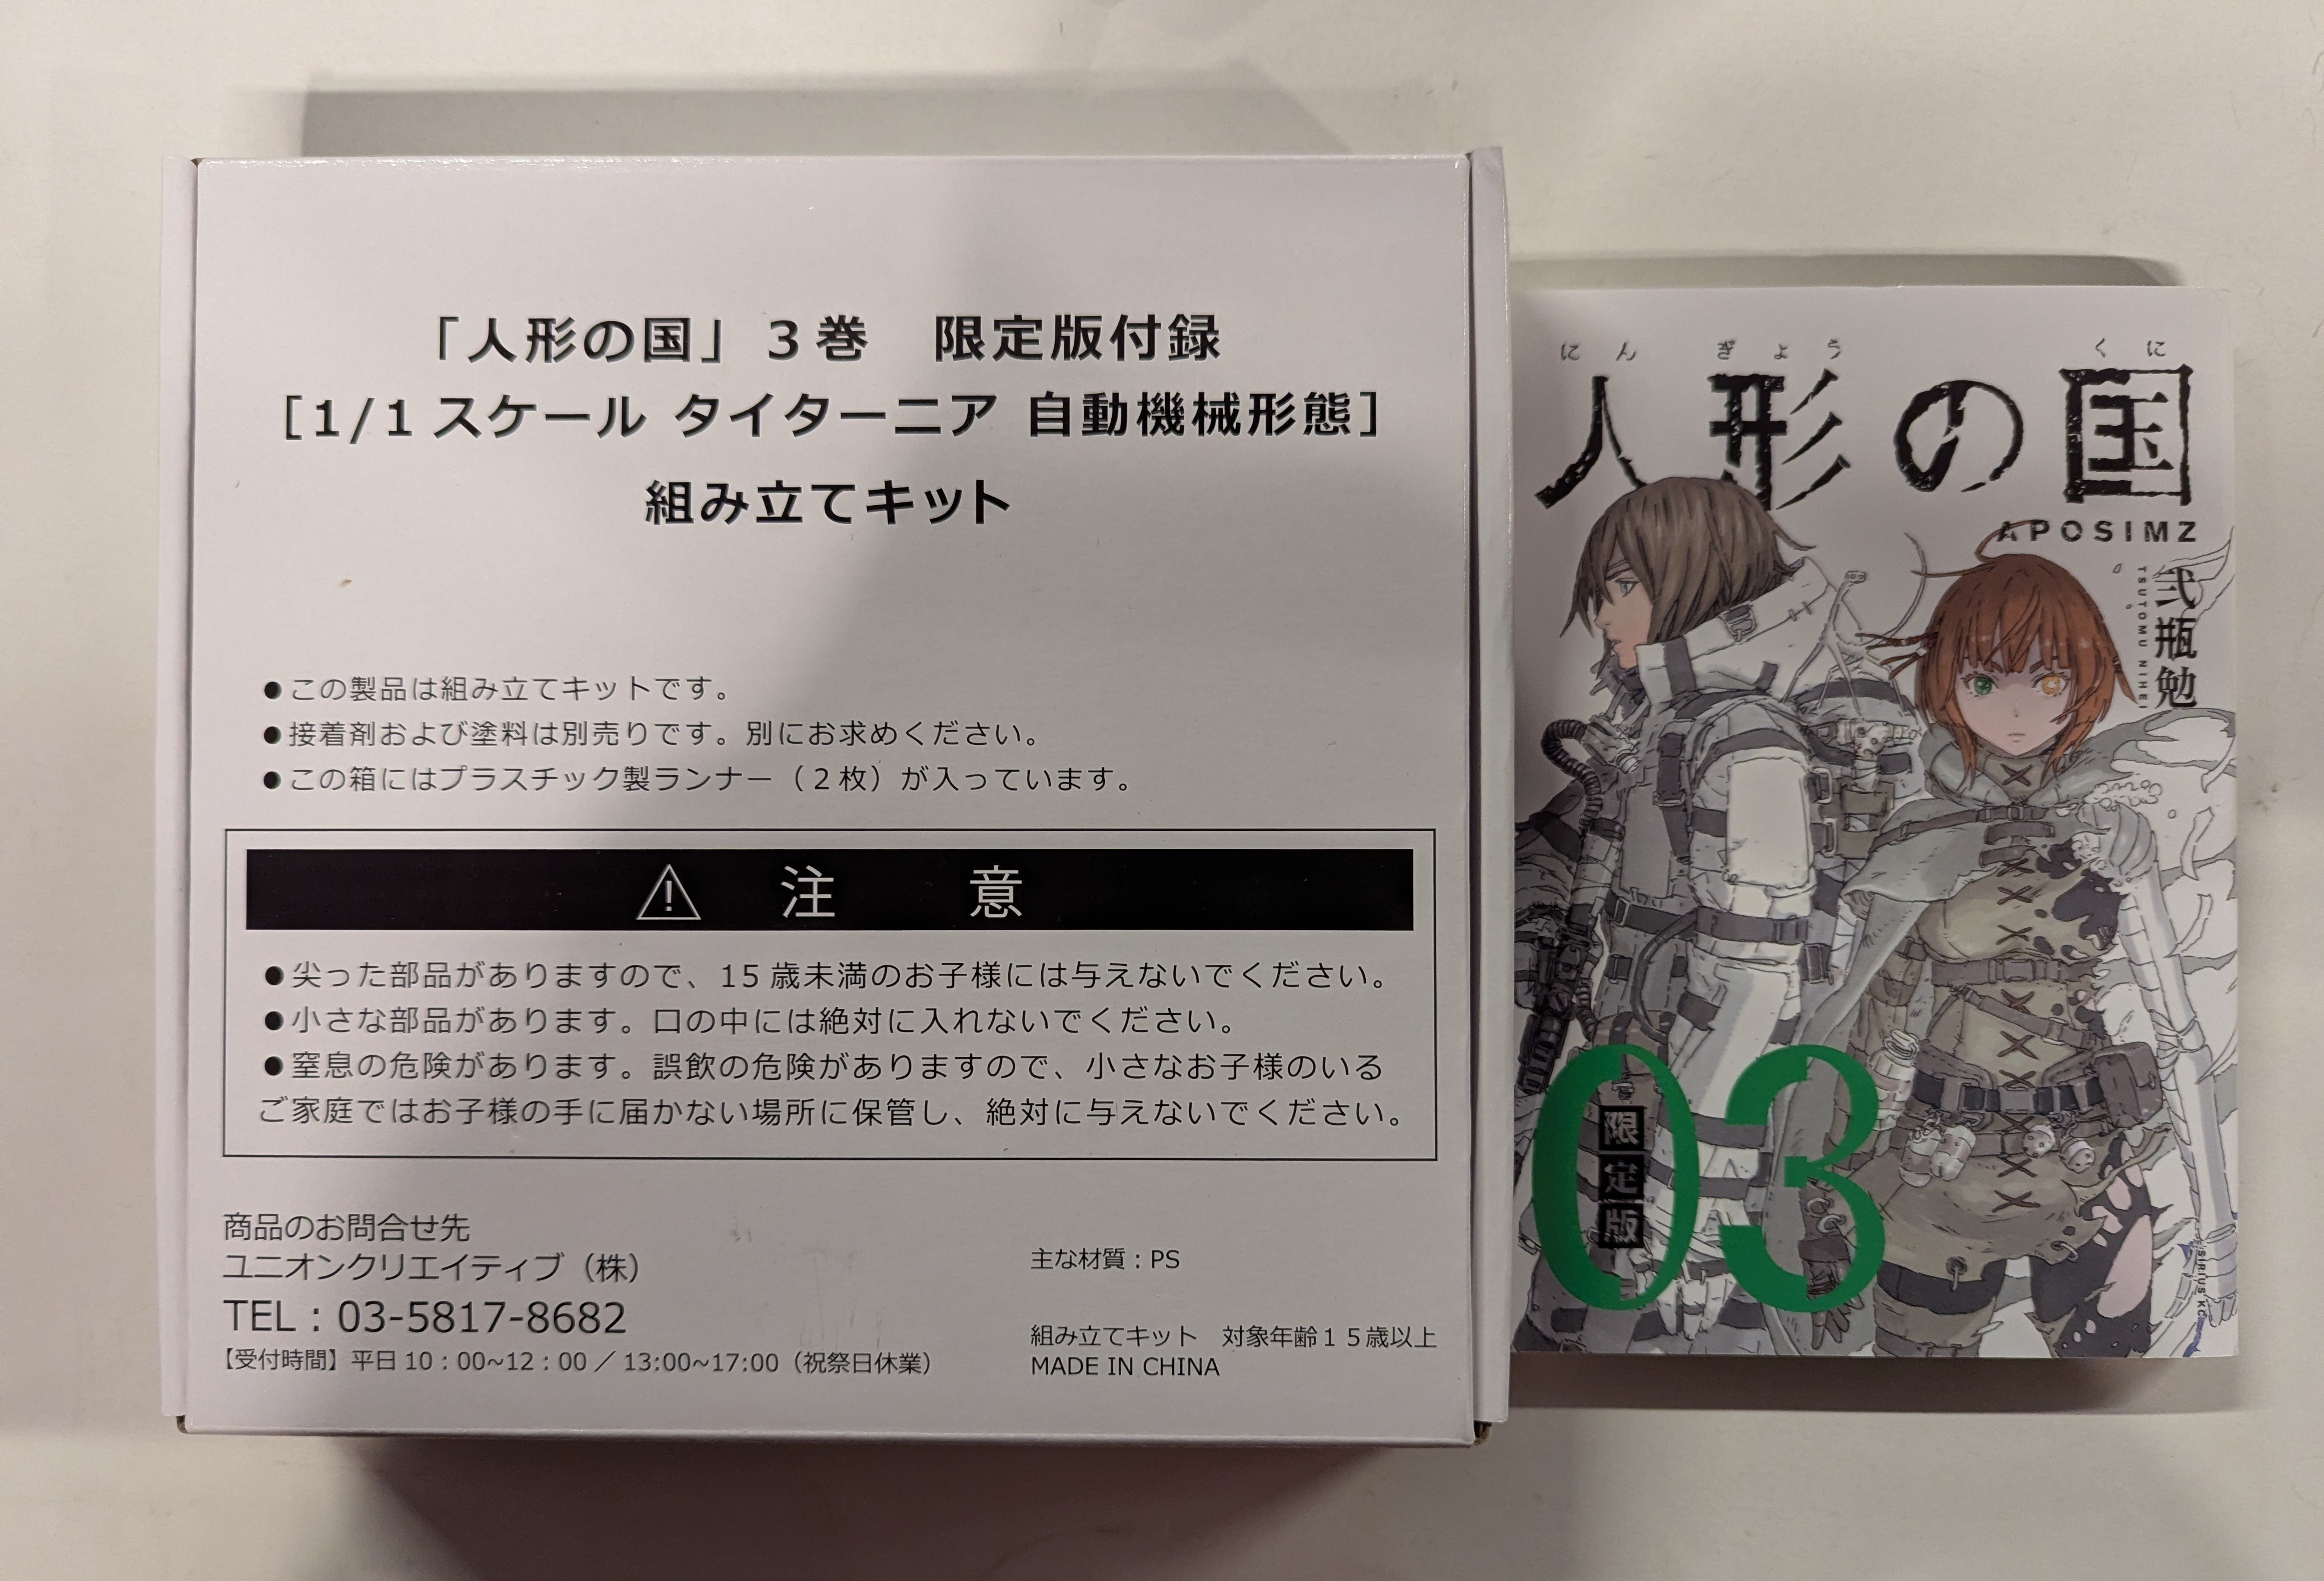 「人形の国」３巻　限定版付録
［1/1スケール タイターニア 自動機械形態］
組み立てキット
●この製品は組み立てキットです。
●接着剤および塗料は別売りです。別にお求めください。
●この箱にはプラスチック製ランナー（２枚）が入っています。
⚠ 注意
●尖った部品がありますので、15歳未満のお子様には与えないでください。
●小さな部品があります。口の中には絶対に入れないでください。
●窒息の危険があります。誤飲の危険がありますので、小さなお子様のいる
ご家庭ではお子様の手に届かない場所に保管し、絶対に与えないでください。
商品のお問合せ先
ユニオンクリエイティブ（株）
TEL：03-5817-8682
【受付時間】平日10：00~12：00／13:00~17:00（祝祭日休業）
主な材質：PS
組み立てキット　対象年齢１５歳以上
MADE IN CHINA
にんぎょう くに
人形の国
APOSIMZ
弐瓶勉
TSUTOMU NIHEI
03
限定版
SIRIUS KC